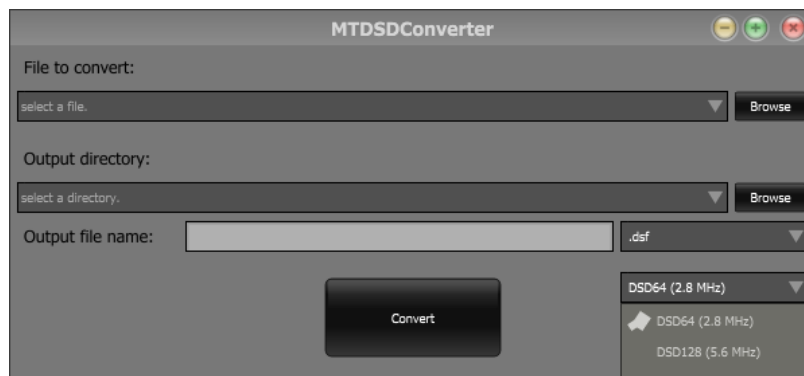 MTDSDConverter
File to convert:
select a file.
Browse
Output directory:
select a directory.
Browse
Output file name:
.dsf
DSD64 (2.8 MHz)
Convert
DSD64 (2.8 MHz)
DSD128 (5.6 MHz)